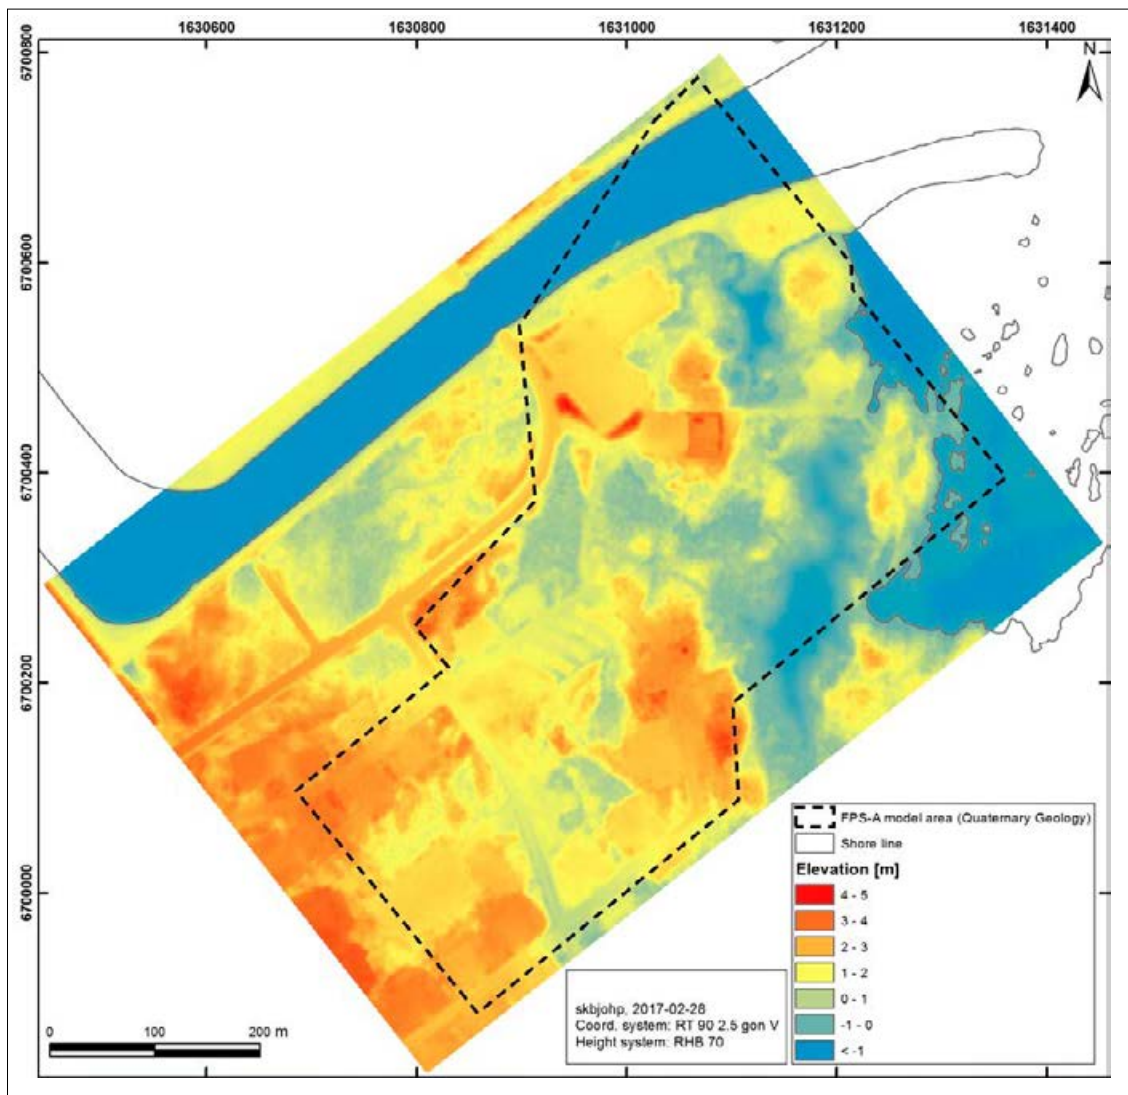 1630600 1630800 1631000 1631200 1631400
6700800
N
6700600
6700400
6700200
6700000
FPS-A model area (Quaternary Geology)
Shore line
Elevation [m]
4 - 5
3 - 4
2 - 3
1 - 2
0 - 1
-1 - 0
< -1
skbjohp, 2017-02-28
Coord. system: RT 90 2.5 gon V
Height system: RHB 70
0 100 200 m